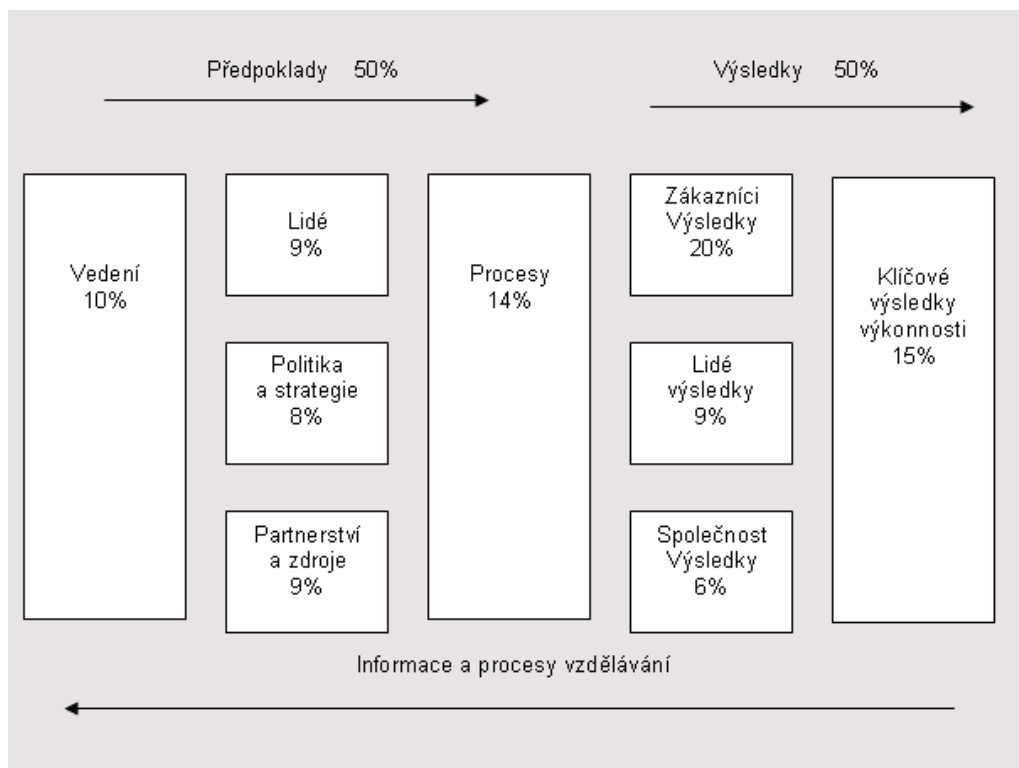 Předpoklady 50%
Výsledky 50%
Vedení
10%
Lidé
9%
Politika
a strategie
8%
Partnerství
a zdroje
9%
Procesy
14%
Zákazníci
Výsledky
20%
Lidé
výsledky
9%
Společnost
Výsledky
6%
Klíčové
výsledky
výkonnosti
15%
Informace a procesy vzdělávání